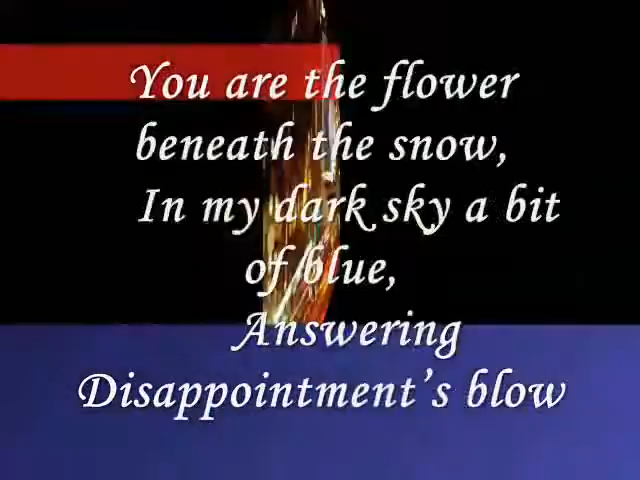 You are the flower
beneath the snow,
In my dark sky a bit
of blue,
Answering
Disappointment’s blow